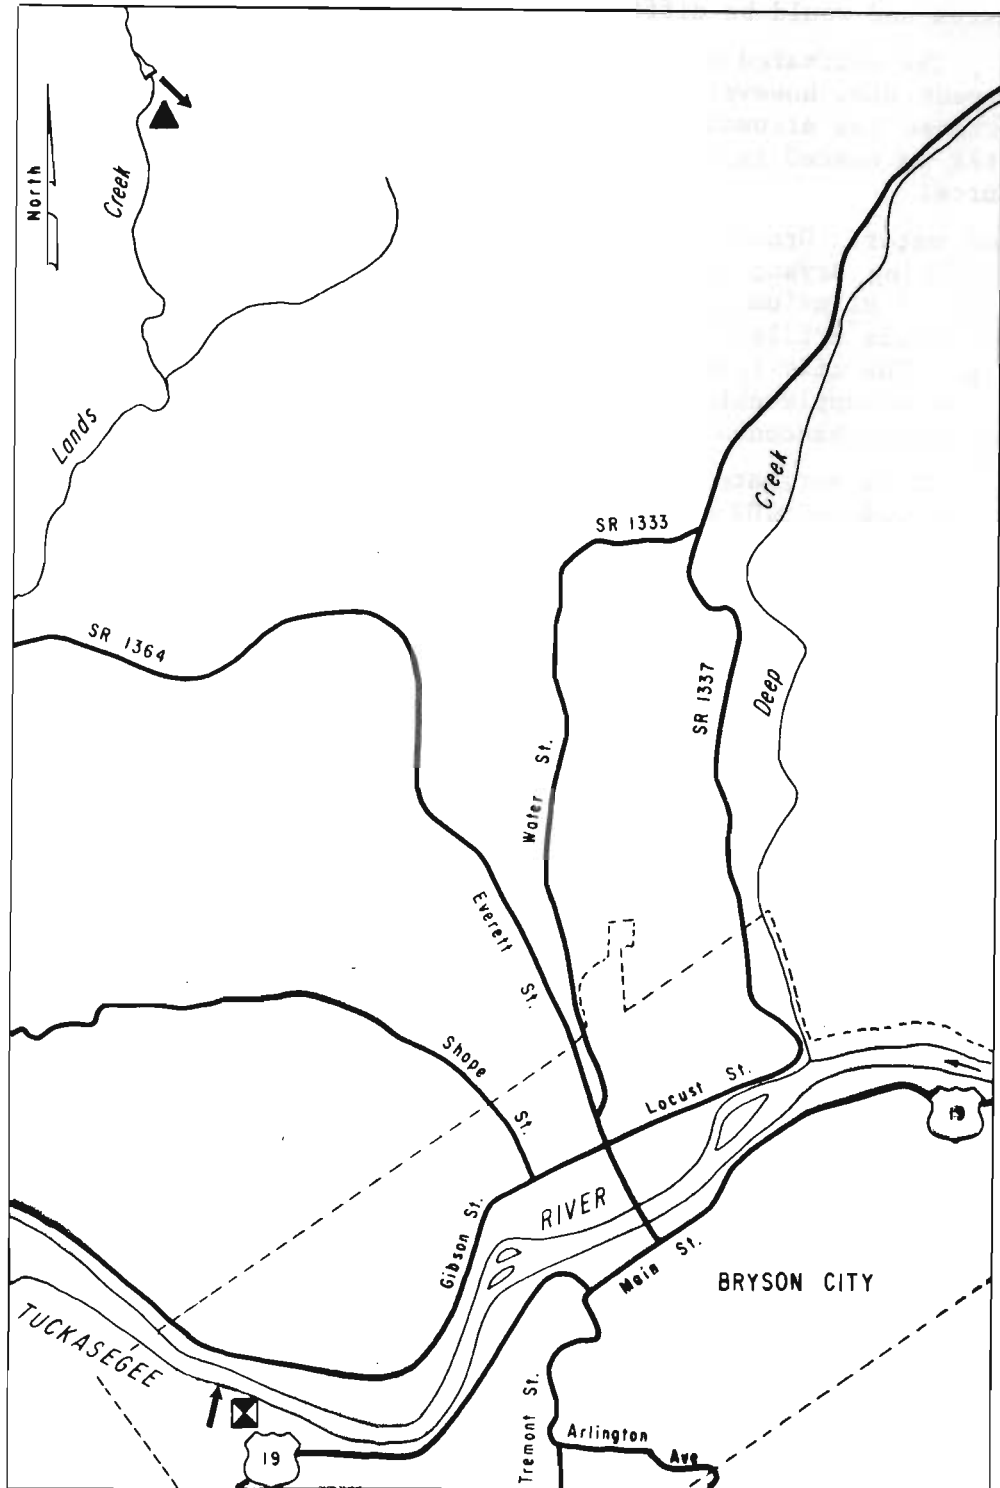 North
Creek
Lands
SR 1333
Creek
SR 1364
SR 1337
Deep
Water St.
Everett St.
Shope St.
Locust St.
19
RIVER
Gibson St.
Main St.
BRYSON CITY
TUCKASEGEE
Tremont St.
Arlington Ave
19